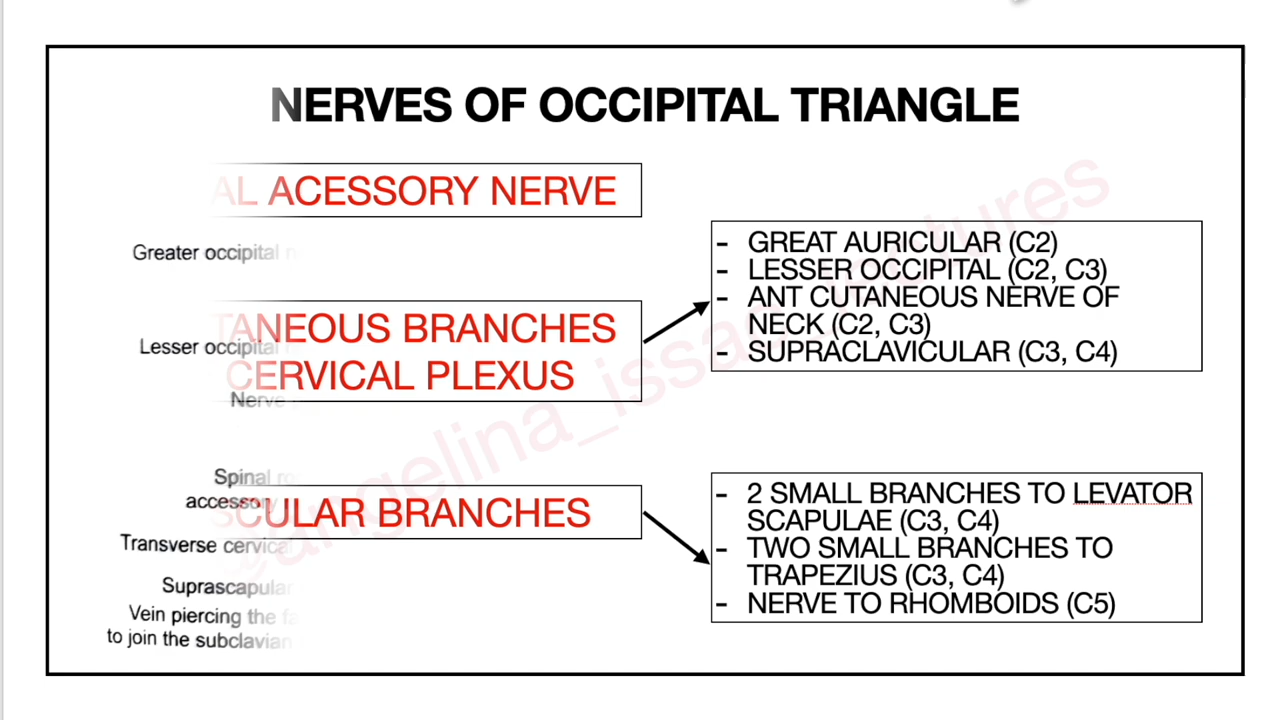 NERVES OF OCCIPITAL TRIANGLE
AL ACESSORY NERVE
Greater occipital
TANEOUS BRANCHES
Lesser occipital
CERVICAL PLEXUS
Nerve
- GREAT AURICULAR (C2)
- LESSER OCCIPITAL (C2, C3)
- ANT CUTANEOUS NERVE OF
NECK (C2, C3)
- SUPRACLAVICULAR (C3, C4)
Spinal
accessory
SCULAR BRANCHES
Transverse cervical
Suprascapular
Vein piercing the
to join the subclavian
- 2 SMALL BRANCHES TO LEVATOR
SCAPULAE (C3, C4)
- TWO SMALL BRANCHES TO
TRAPEZIUS (C3, C4)
- NERVE TO RHOMBOIDS (C5)